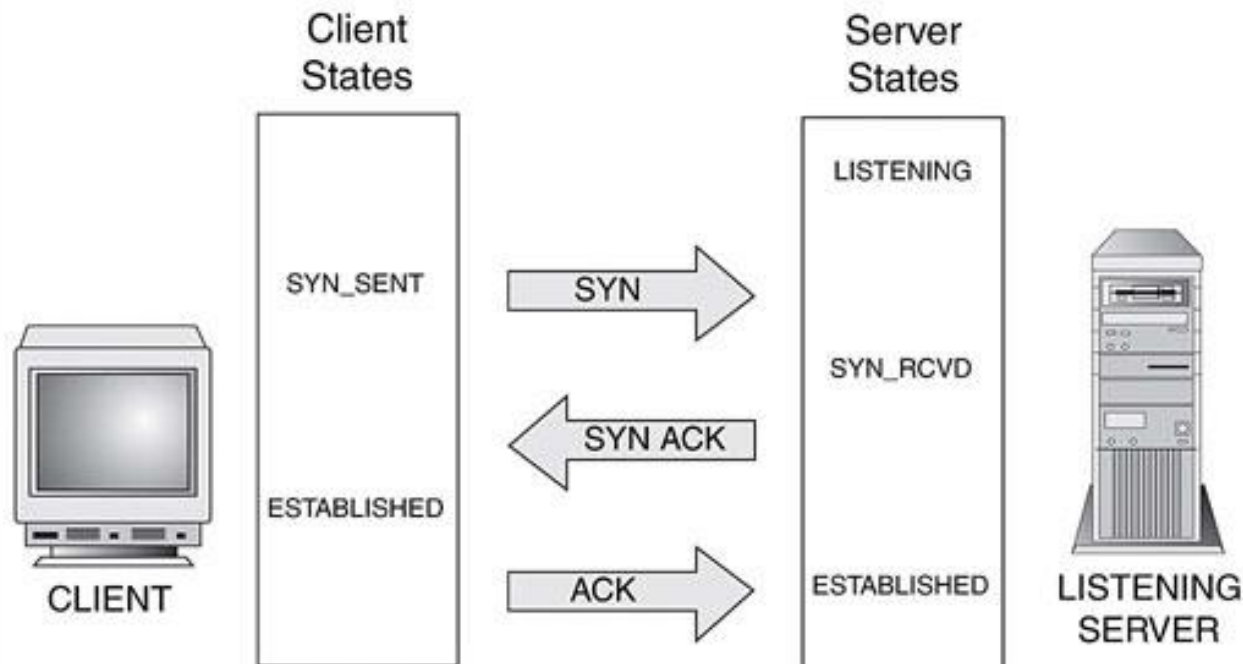 Client
States
Server
States
LISTENING
SYN_SENT
SYN
SYN_RCVD
SYN ACK
ESTABLISHED
ACK
ESTABLISHED
CLIENT
LISTENING
SERVER